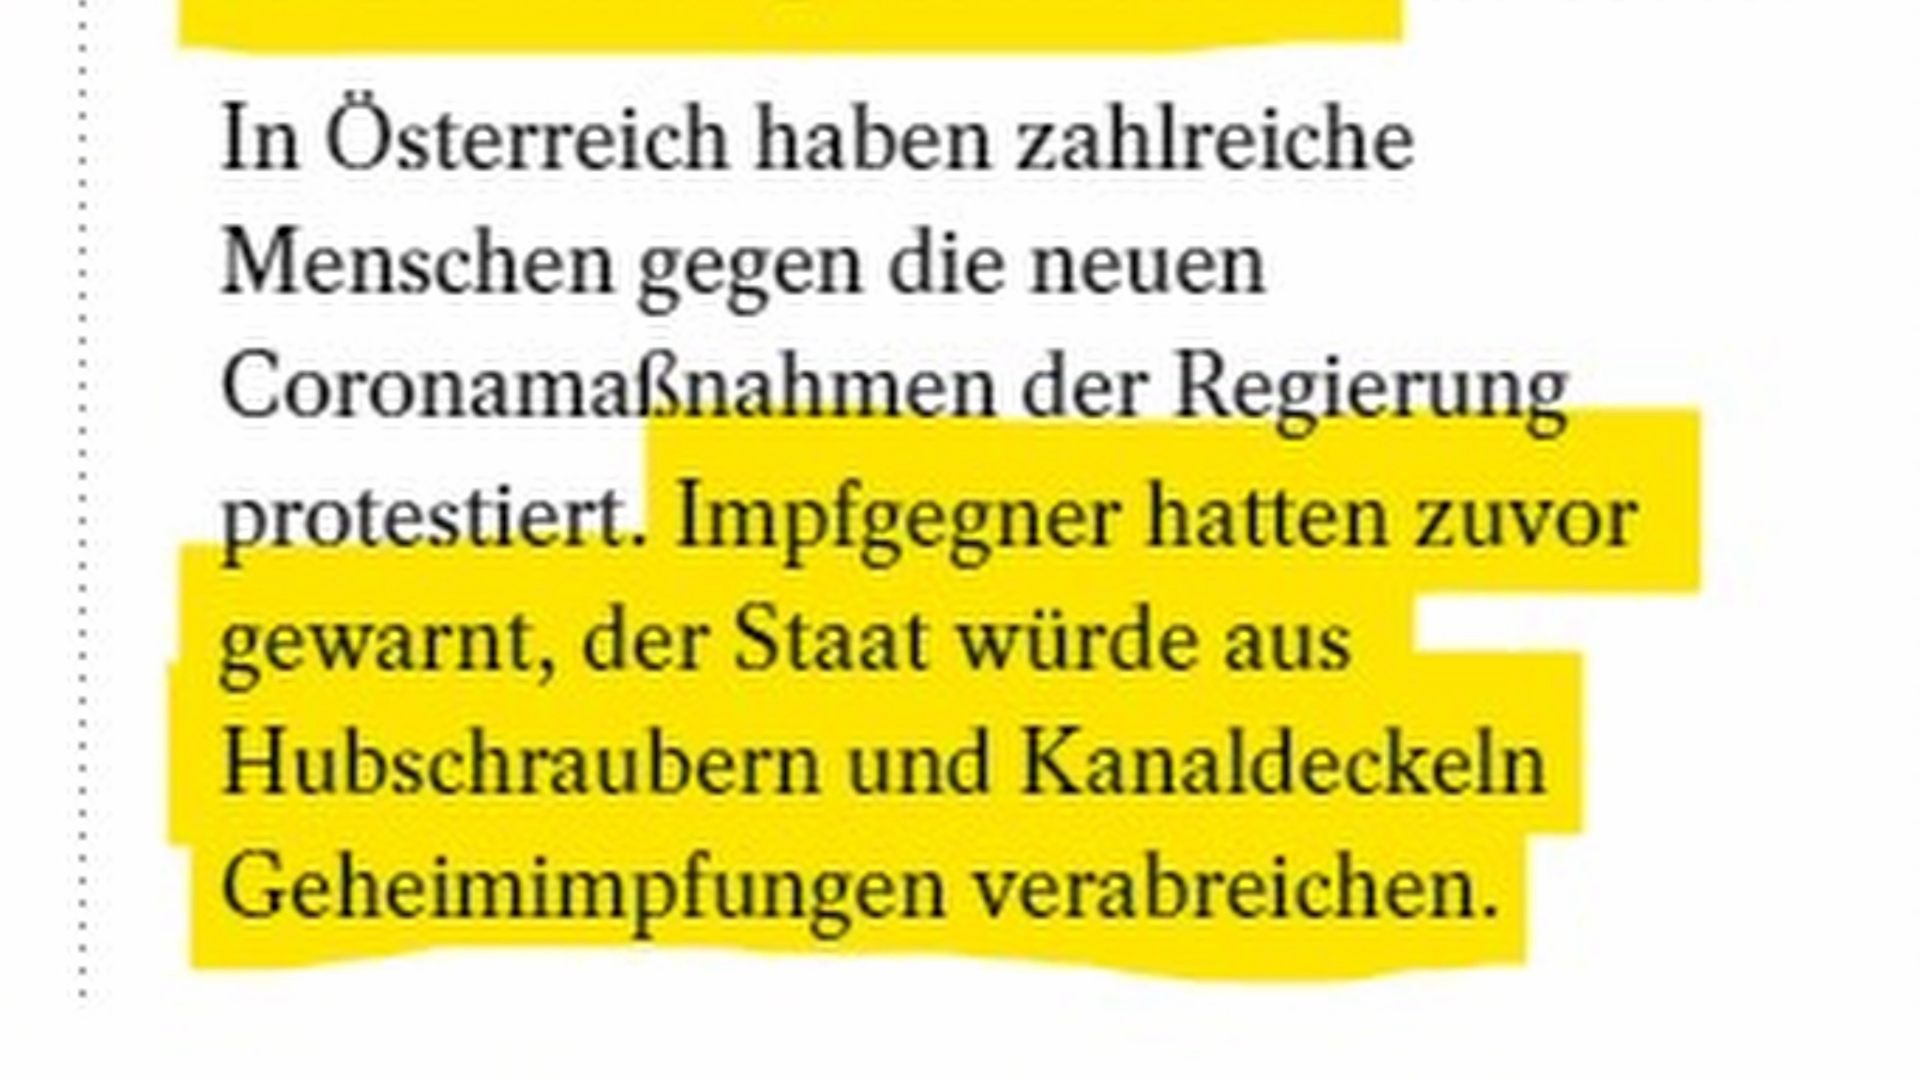 In Österreich haben zahlreiche
Menschen gegen die neuen
Coronamaßnahmen der Regierung
protestiert. Impfgegner hatten zuvor
gewarnt, der Staat würde aus
Hubschraubern und Kanaldeckeln
Geheimimpfungen verabreichen.